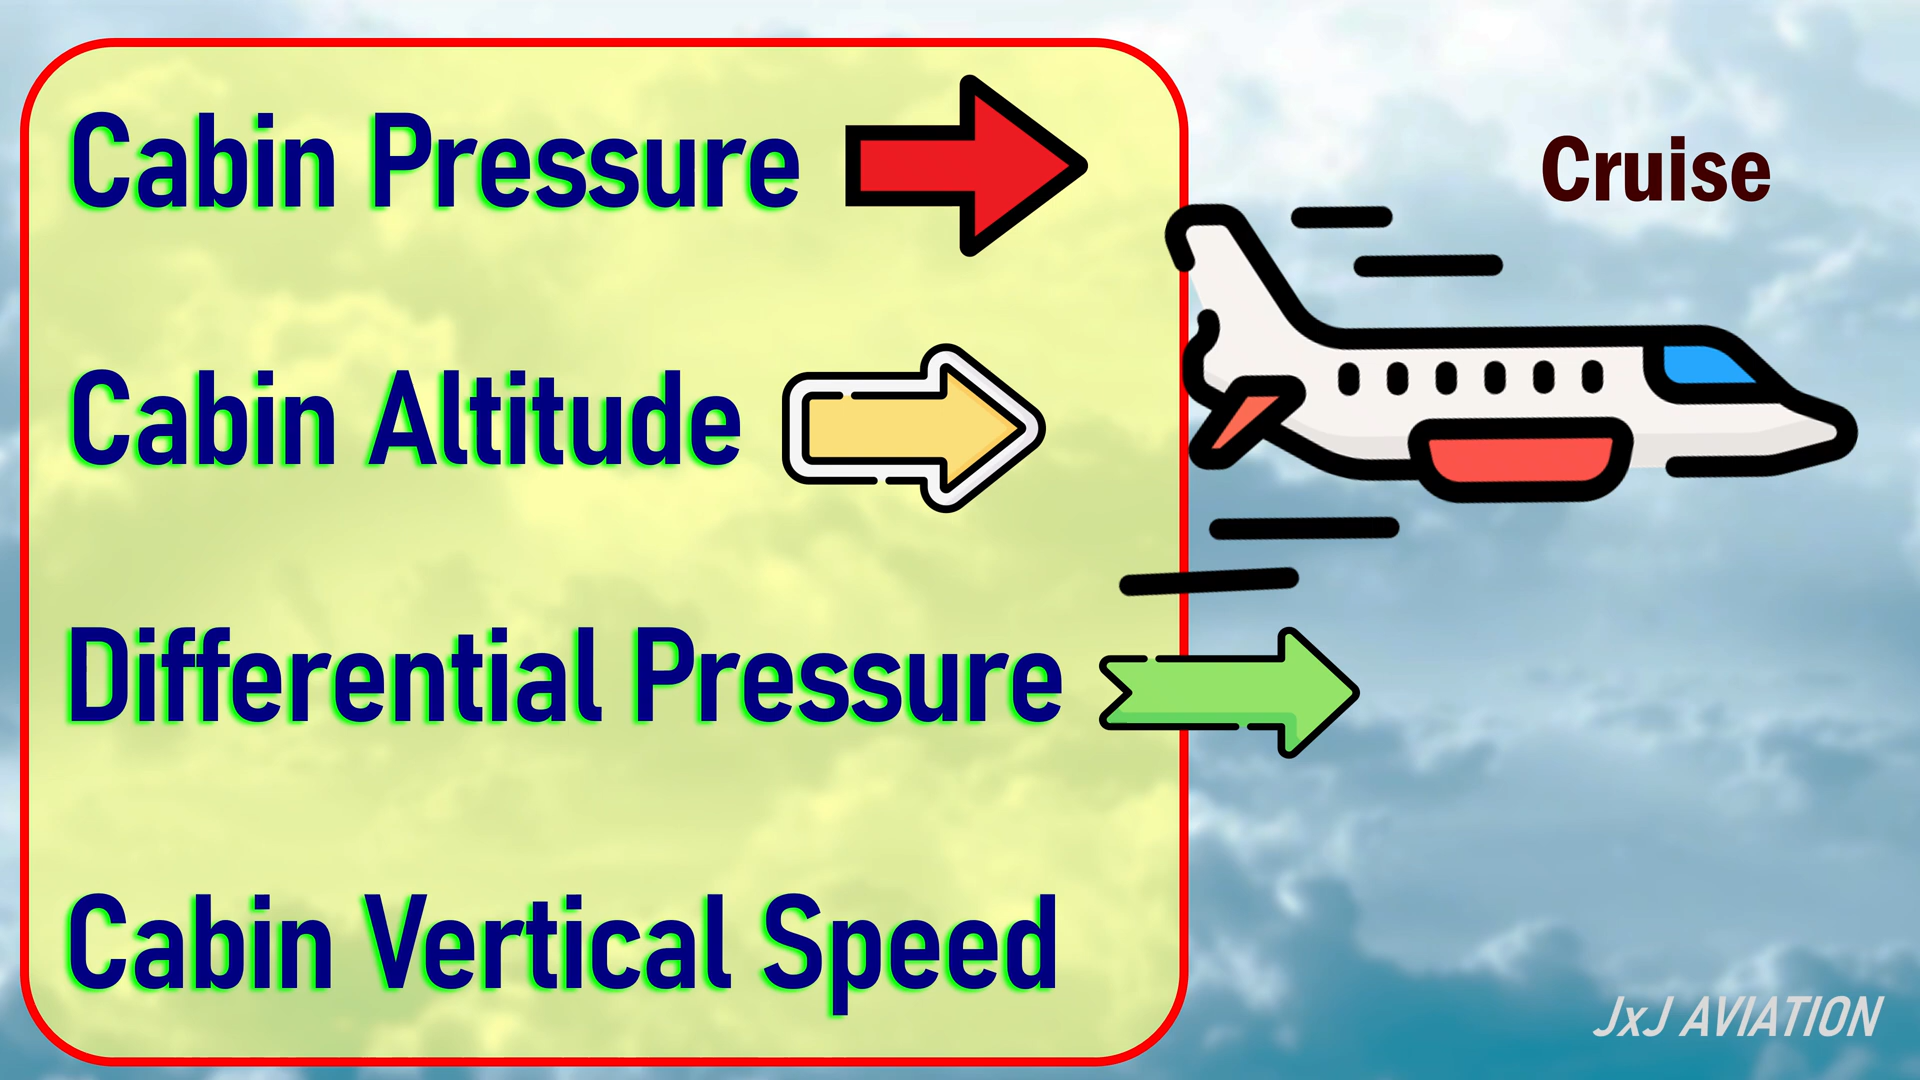 Cabin Pressure
Cruise
Cabin Altitude
Differential Pressure
Cabin Vertical Speed
JxJ AVIATION